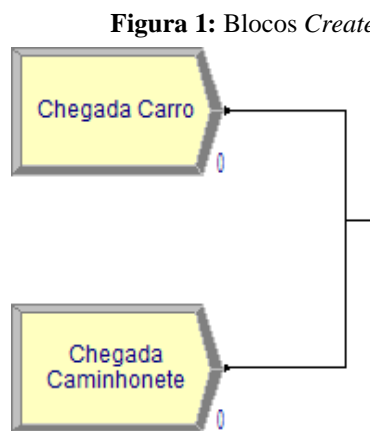 Figura 1: Blocos Create
Chegada Carro
0
Chegada
Caminhonete
0